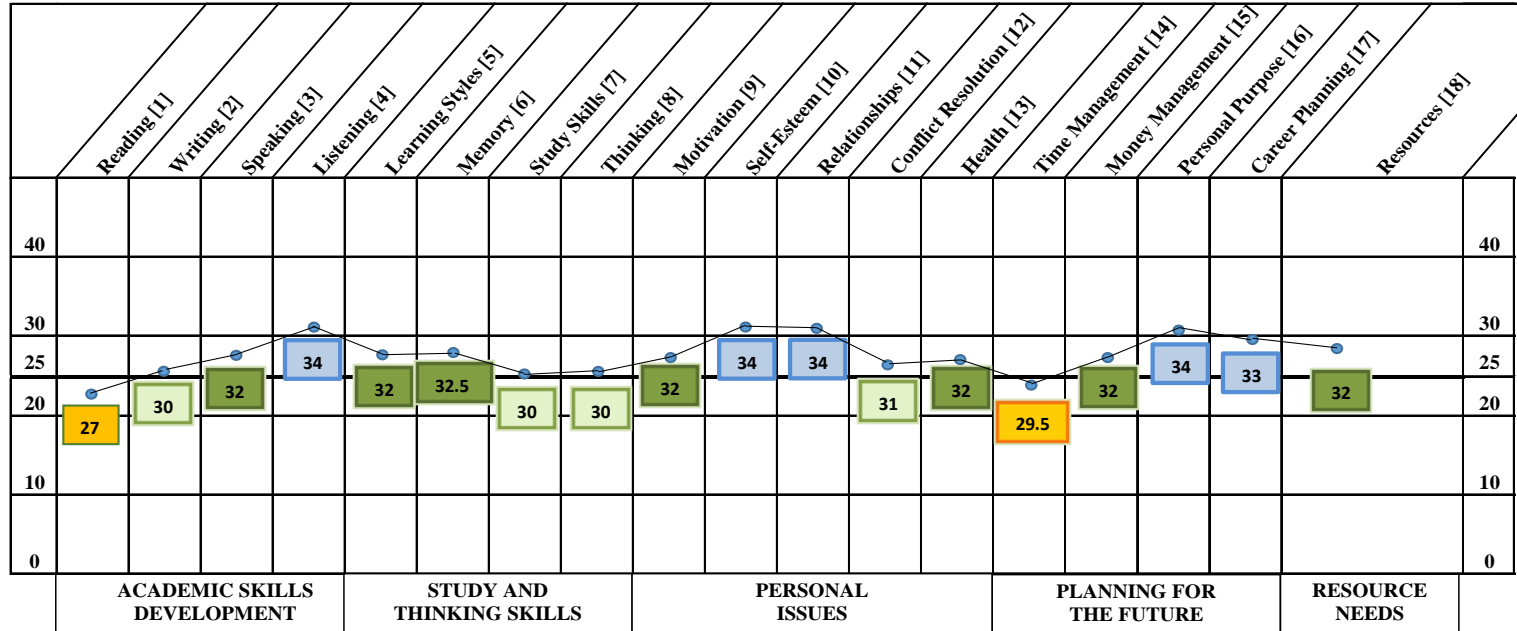 Reading [1]
Writing [2]
Speaking [3]
Listening [4]
Learning Styles [5]
Memory [6]
Study Skills [7]
Thinking [8]
Motivation [9]
Self-Esteem [10]
Relationships [11]
Conflict Resolution [12]
Health [13]
Time Management [14]
Money Management [15]
Personal Purpose [16]
Career Planning [17]
Resources [18]
40 40
30 30
25 25
20 20
10 10
0 0
27
30
32
34
32
32.5
30
30
32
34
34
31
32
29.5
32
34
33
32
ACADEMIC SKILLS
DEVELOPMENT
STUDY AND
THINKING SKILLS
PERSONAL
ISSUES
PLANNING FOR
THE FUTURE
RESOURCE
NEEDS